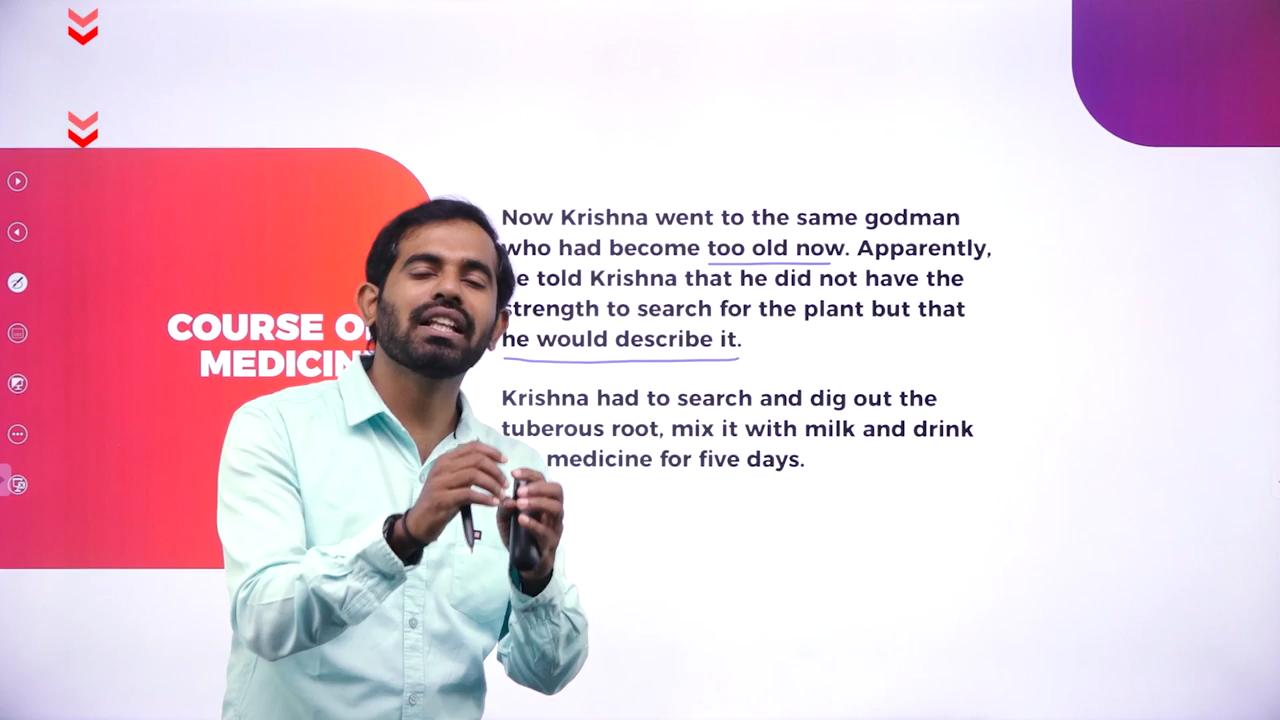 COURSE
MEDICIN
Now Krishna went to the same godman
who had become too old now. Apparently,
he told Krishna that he did not have the
strength to search for the plant but that
he would describe it.
Krishna had to search and dig out the
tuberous root, mix it with milk and drink
medicine for five days.